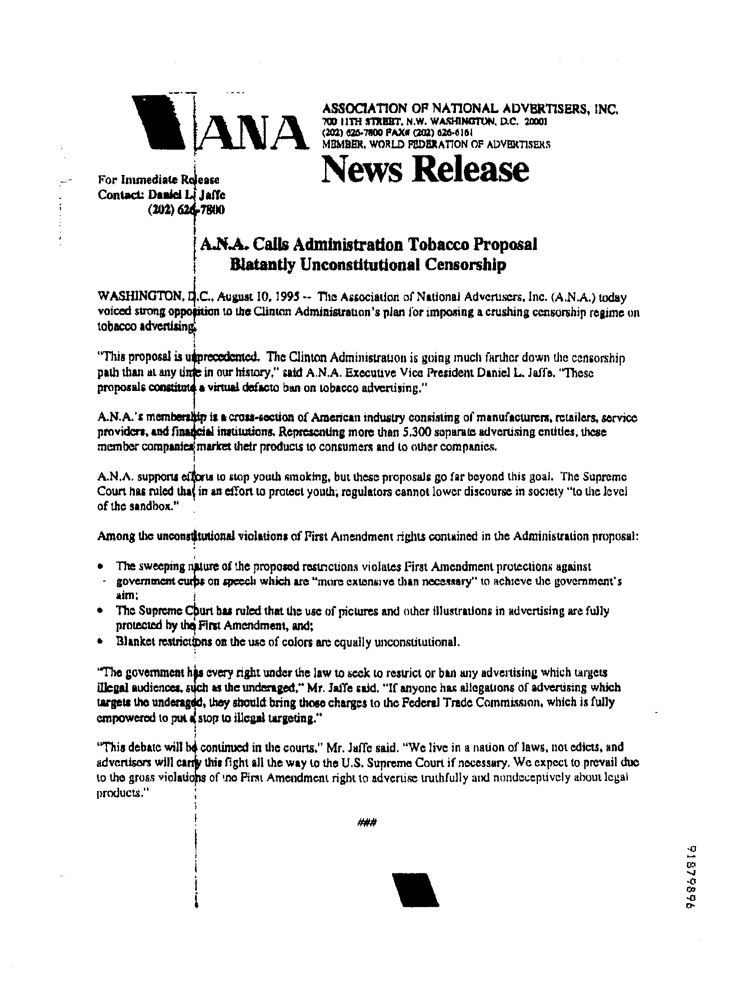 ANA
ASSOCIATION OF NATIONAL ADVERTISERS, INC.
700 11TH STREET, N.W. WASHINGTON, D.C. 20001
(202) 626-7800 FAX# (202) 626-6161
MEMBER, WORLD FEDERATION OF ADVERTISERS
News Release
For Immediate Release
Contact: Daniel L. Jaffe
(202) 626-7800
A.N.A. Calls Administration Tobacco Proposal
Blatantly Unconstitutional Censorship
WASHINGTON, D.C., August 10, 1995 -- The Association of National Advertisers, Inc. (A.N.A.) today
voiced strong opposition to the Clinton Administration's plan for imposing a crushing censorship regime on
tobacco advertising.
"This proposal is unprecedented. The Clinton Administration is going much farther down the censorship
path than at any time in our history," said A.N.A. Executive Vice President Daniel L. Jaffe. "These
proposals constitute a virtual defacto ban on tobacco advertising."
A.N.A.'s membership is a cross-section of American industry consisting of manufacturers, retailers, service
providers, and financial institutions. Representing more than 5,300 separate advertising entities, these
member companies market their products to consumers and to other companies.
A.N.A. supports efforts to stop youth smoking, but these proposals go far beyond this goal. The Supreme
Court has ruled that in an effort to protect youth, regulators cannot lower discourse in society "to the level
of the sandbox."
Among the unconstitutional violations of First Amendment rights contained in the Administration proposal:
• The sweeping nature of the proposed restrictions violates First Amendment protections against
- government curbs on speech which are "more extensive than necessary" to achieve the government's
aim;
• The Supreme Court has ruled that the use of pictures and other illustrations in advertising are fully
protected by the First Amendment, and;
• Blanket restrictions on the use of colors are equally unconstitutional.
"The government has every right under the law to seek to restrict or ban any advertising which targets
illegal audiences, such as the underaged," Mr. Jaffe said. "If anyone has allegations of advertising which
targets the underaged, they should bring those charges to the Federal Trade Commission, which is fully
empowered to put a stop to illegal targeting."
"This debate will be continued in the courts." Mr. Jaffe said. "We live in a nation of laws, not edicts, and
advertisers will carry this fight all the way to the U.S. Supreme Court if necessary. We expect to prevail due
to the gross violations of the First Amendment right to advertise truthfully and nondeceptively about legal
products."
###
91879896